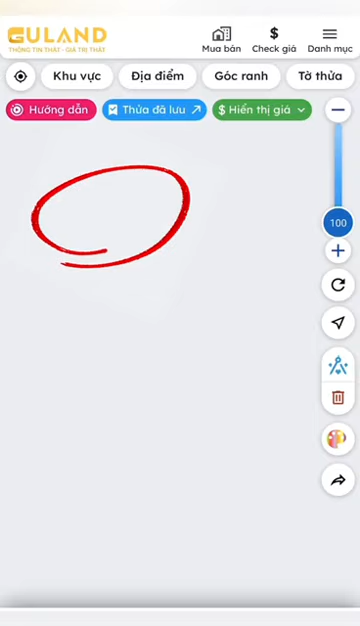 GULAND
THÔNG TIN THẬT - GIÁ TRỊ THẬT
Mua bán
$
Check giá
Danh mục
Khu vực
Địa điểm
Góc ranh
Tờ thửa
Hướng dẫn
Thửa đã lưu
$ Hiển thị giá
100